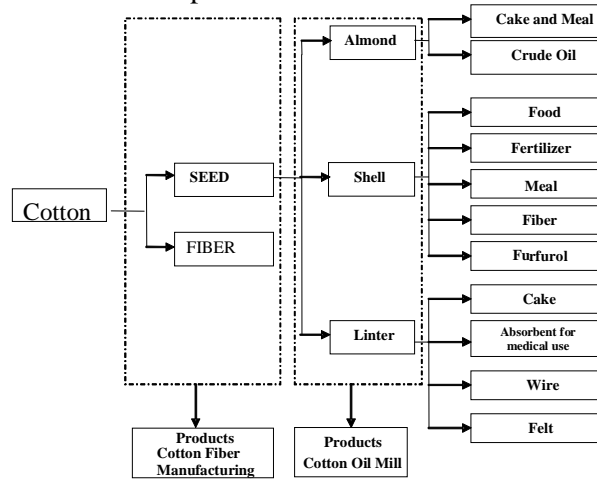 Almond
Cake and Meal
Crude Oil
Cotton
SEED
FIBER
Shell
Food
Fertilizer
Meal
Fiber
Furfurol
Linter
Cake
Absorbent for
medical use
Wire
Felt
Products
Cotton Fiber
Manufacturing
Products
Cotton Oil Mill